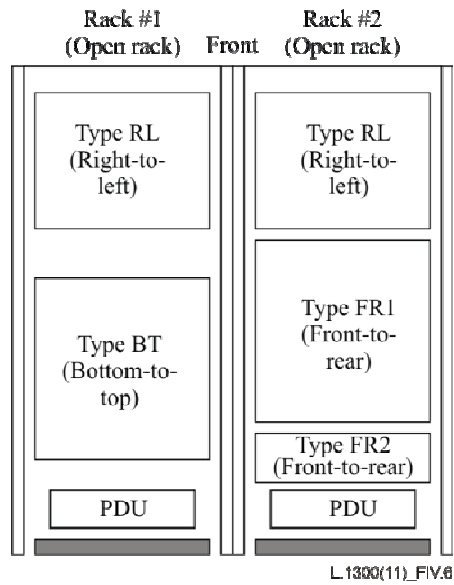 Rack #1
(Open rack)
Front
Rack #2
(Open rack)
Type RL
(Right-to-
left)
Type BT
(Bottom-to-
top)
PDU
Type RL
(Right-to-
left)
Type FR1
(Front-to-
rear)
Type FR2
(Front-to-rear)
PDU
L.1300(11)_FIV.6